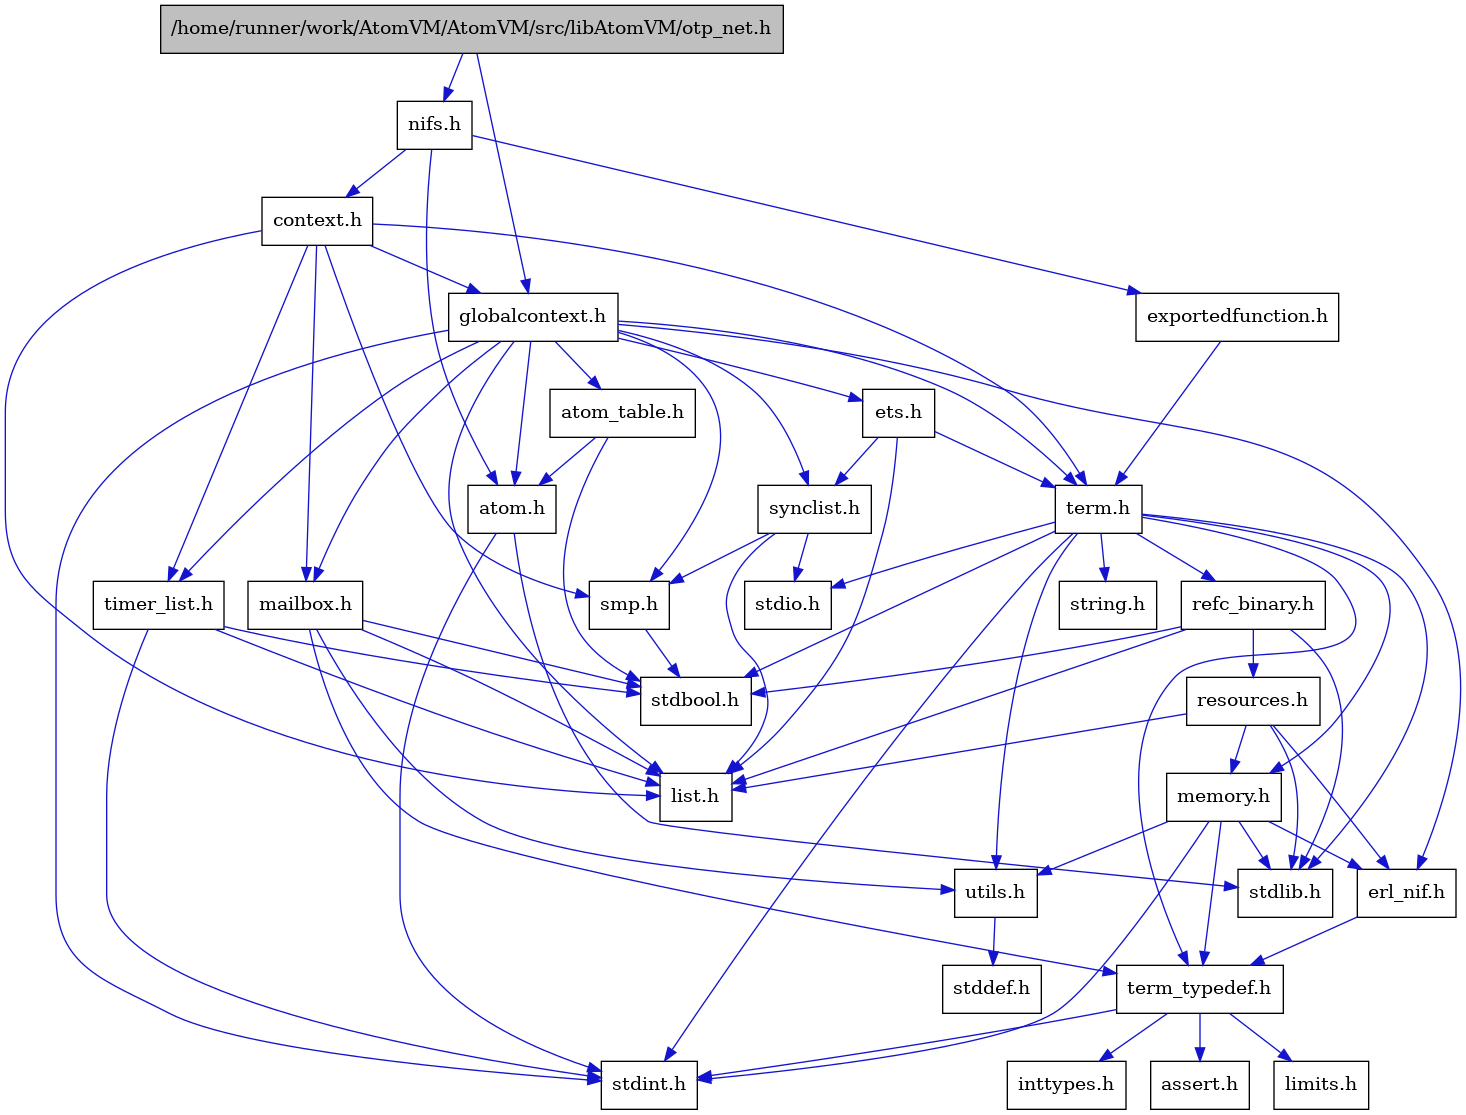 /home/runner/work/AtomVM/AtomVM/src/libAtomVM/otp_net.h
nifs.h
context.h
globalcontext.h
exportedfunction.h
atom_table.h
ets.h
atom.h
synclist.h
term.h
timer_list.h
mailbox.h
smp.h
stdio.h
string.h
refc_binary.h
stdbool.h
resources.h
list.h
memory.h
utils.h
stdlib.h
erl_nif.h
stddef.h
term_typedef.h
stdint.h
inttypes.h
assert.h
limits.h